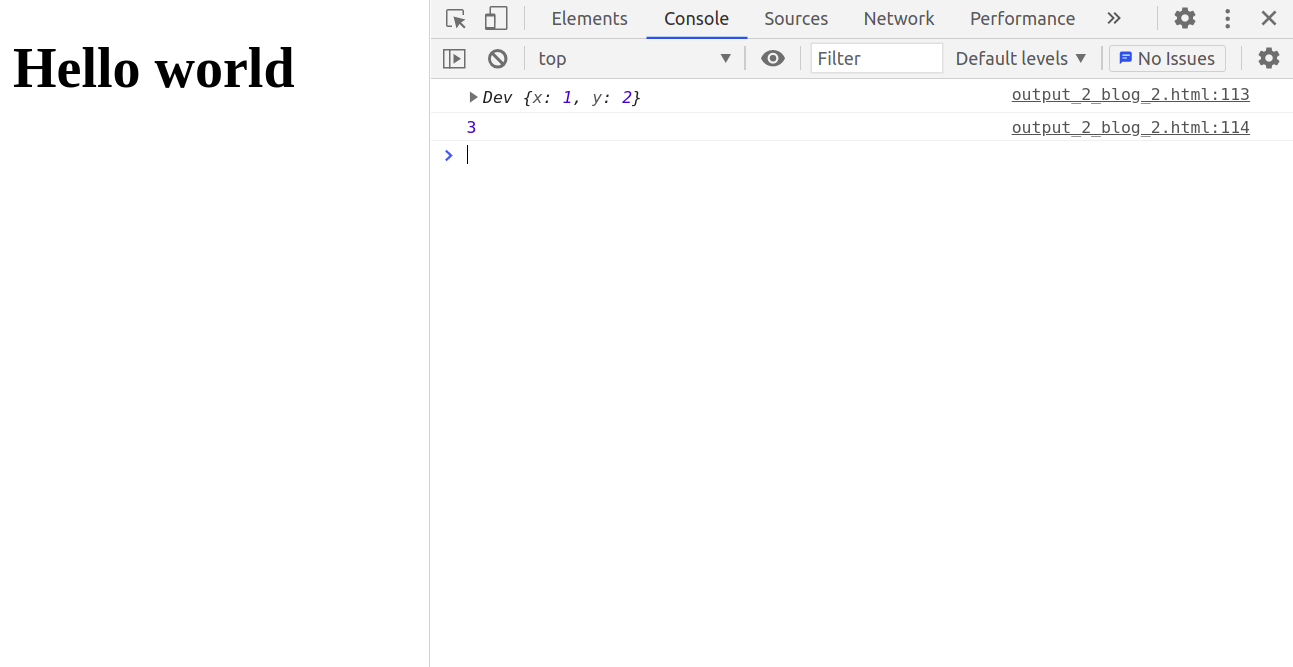 Hello world
Elements Console Sources Network Performance
top Filter Default levels No Issues
Dev {x: 1, y: 2} output_2_blog_2.html:113
3 output_2_blog_2.html:114